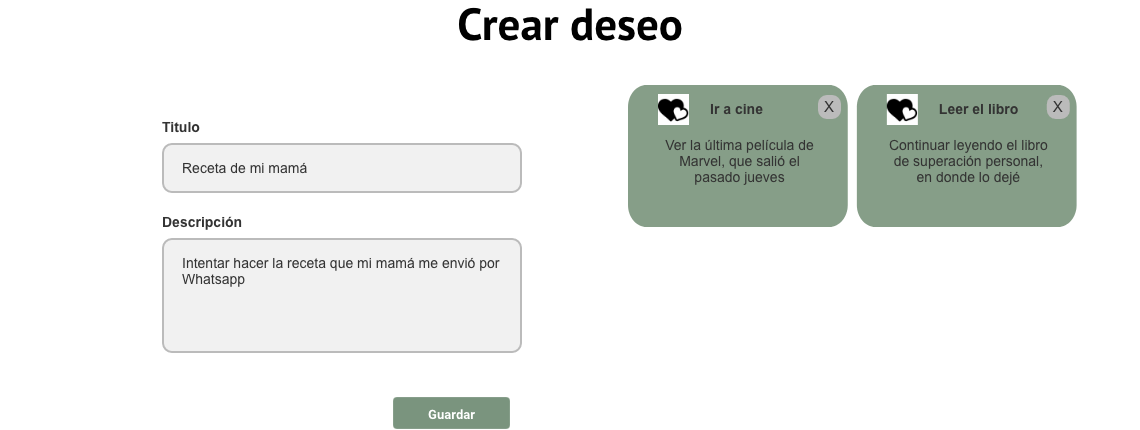 Crear deseo
Titulo
Receta de mi mamá
Descripción
Intentar hacer la receta que mi mamá me envió por
Whatsapp
Guardar
Ir a cine
X
Ver la última película de
Marvel, que salió el
pasado jueves
Leer el libro
X
Continuar leyendo el libro
de superación personal,
en donde lo dejé